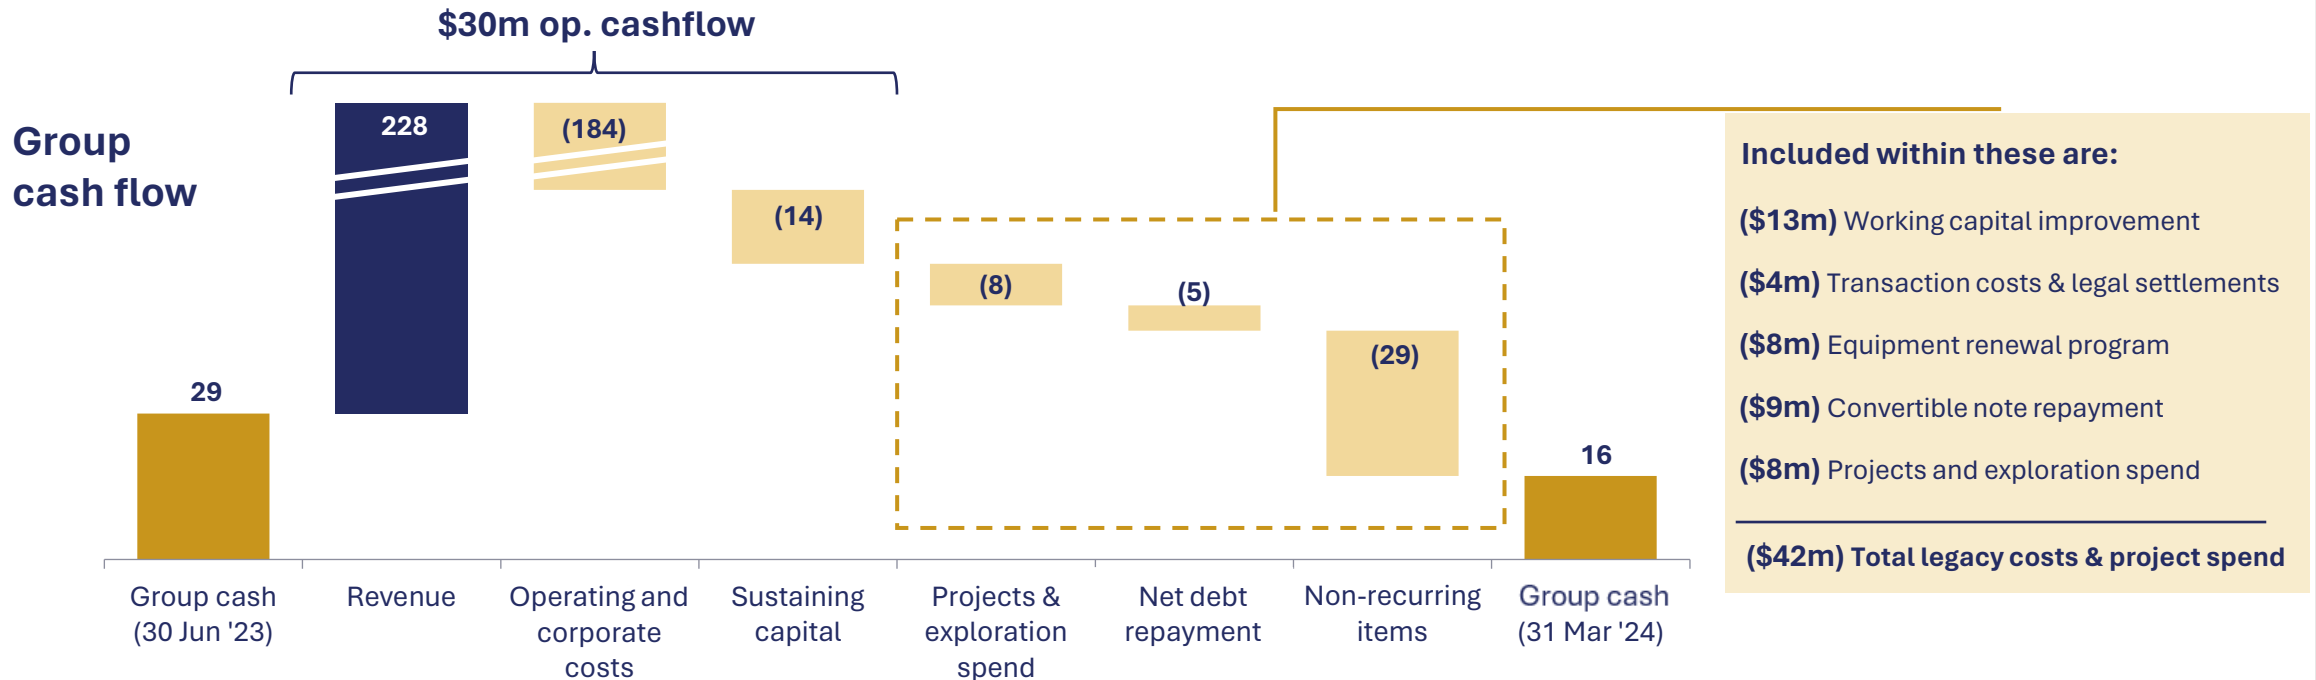 $30m op. cashflow
Group
cash flow
228
(184)
(14)
(8)
(5)
(29)
29
16
Group cash
(30 Jun '23)
Revenue
Operating and
corporate
costs
Sustaining
capital
Projects &
exploration
spend
Net debt
repayment
Non-recurring
items
Group cash
(31 Mar '24)
Included within these are:
($13m) Working capital improvement
($4m) Transaction costs & legal settlements
($8m) Equipment renewal program
($9m) Convertible note repayment
($8m) Projects and exploration spend
($42m) Total legacy costs & project spend